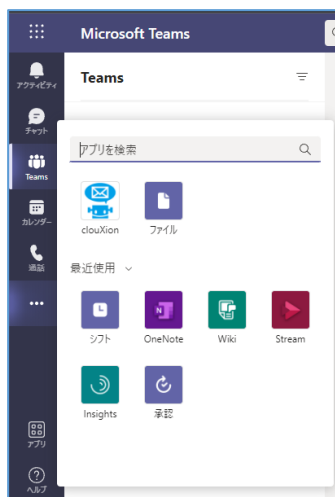 Microsoft Teams
アクティビティ
チャット
Teams
カレンダー
通話
アプリ
ヘルプ
Teams
アプリを検索
clouXion
ファイル
最近使用
シフト
OneNote
Wiki
Stream
Insights
承認